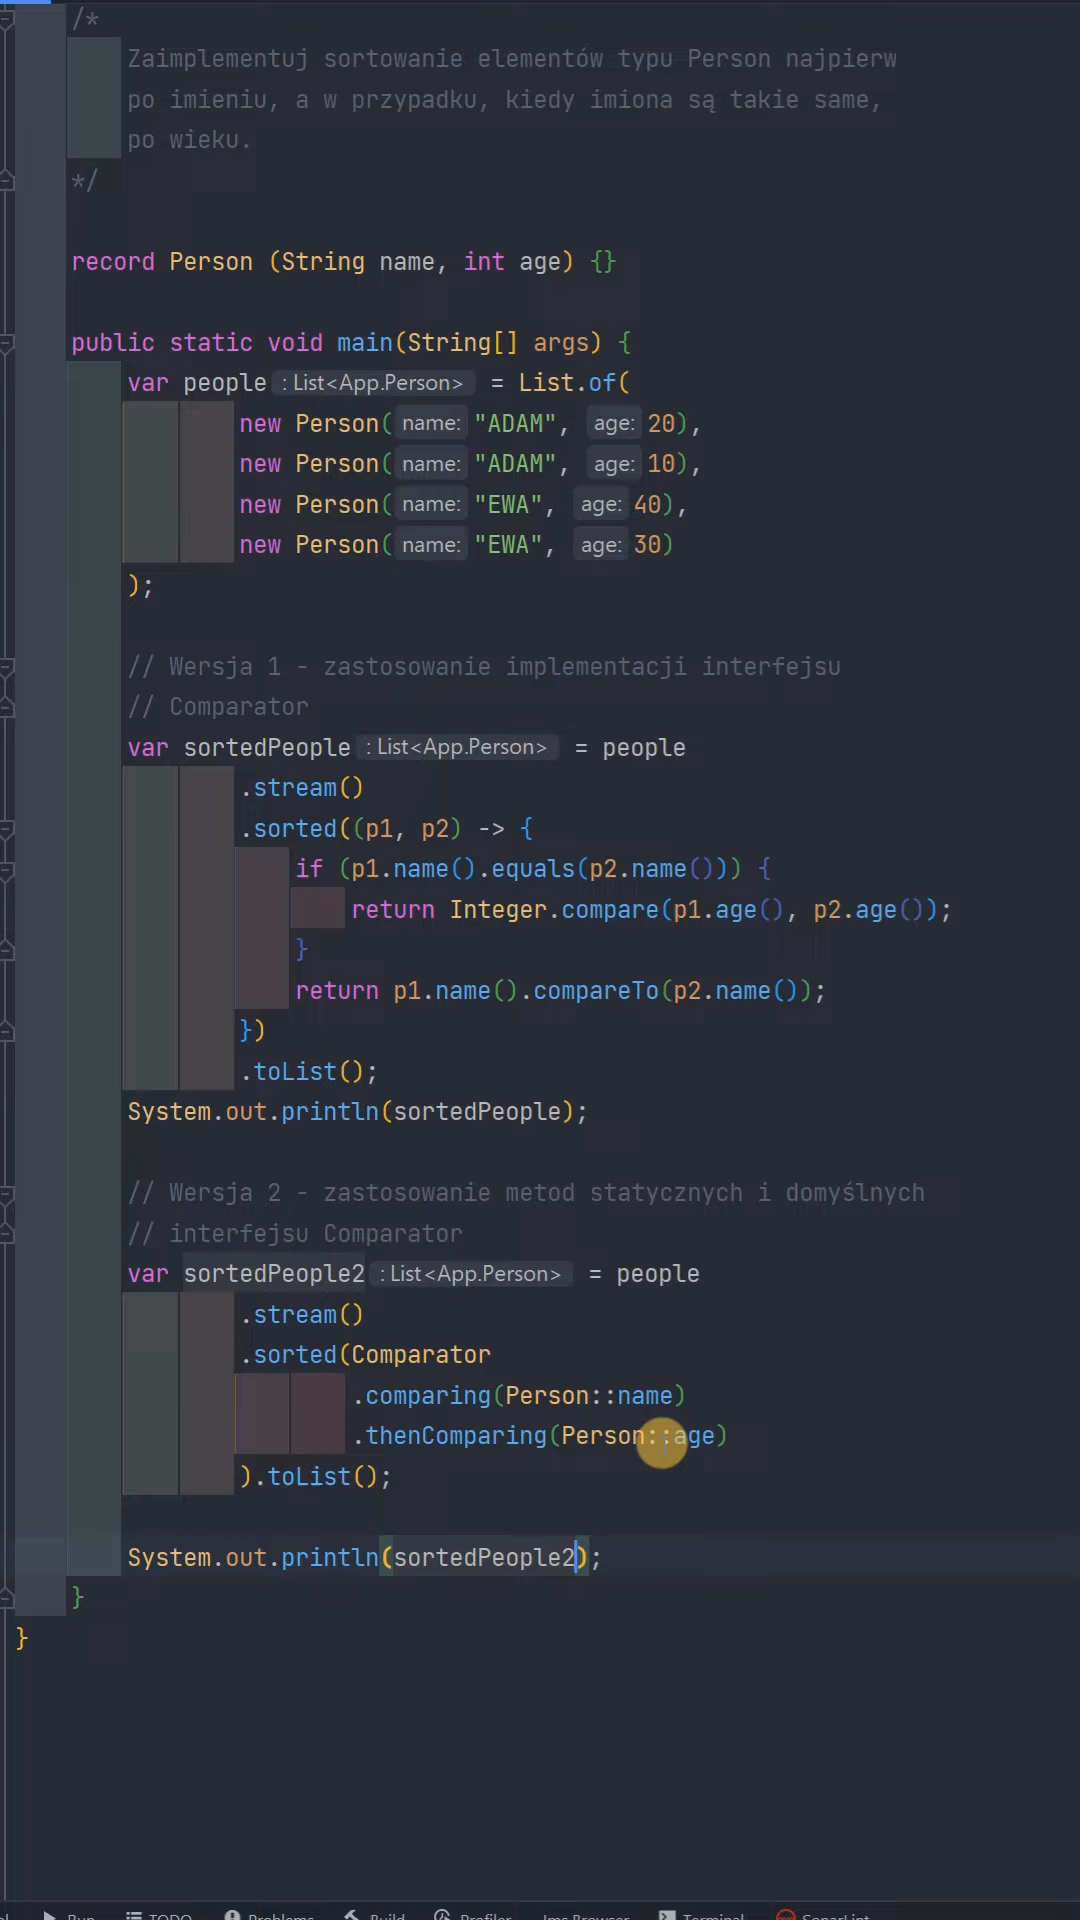 /*
Zaimplementuj sortowanie elementów typu Person najpierw
po imieniu, a w przypadku, kiedy imiona są takie same,
po wieku.
*/
record Person (String name, int age) {}
public static void main(String[] args) {
var people : List<App.Person> = List.of(
new Person( name: "ADAM", age: 20),
new Person( name: "ADAM", age: 10),
new Person( name: "EWA", age: 40),
new Person( name: "EWA", age: 30)
);
// Wersja 1 - zastosowanie implementacji interfejsu
// Comparator
var sortedPeople : List<App.Person> = people
.stream()
.sorted((p1, p2) -> {
if (p1.name().equals(p2.name())) {
return Integer.compare(p1.age(), p2.age());
}
return p1.name().compareTo(p2.name());
})
.toList();
System.out.println(sortedPeople);
// Wersja 2 - zastosowanie metod statycznych i domyślnych
// interfejsu Comparator
var sortedPeople2 : List<App.Person> = people
.stream()
.sorted(Comparator
.comparing(Person::name)
.thenComparing(Person::age)
).toList();
System.out.println(sortedPeople2);
}
}
Run TODO Problems Build Profiler Jms Browser Terminal SonarLint